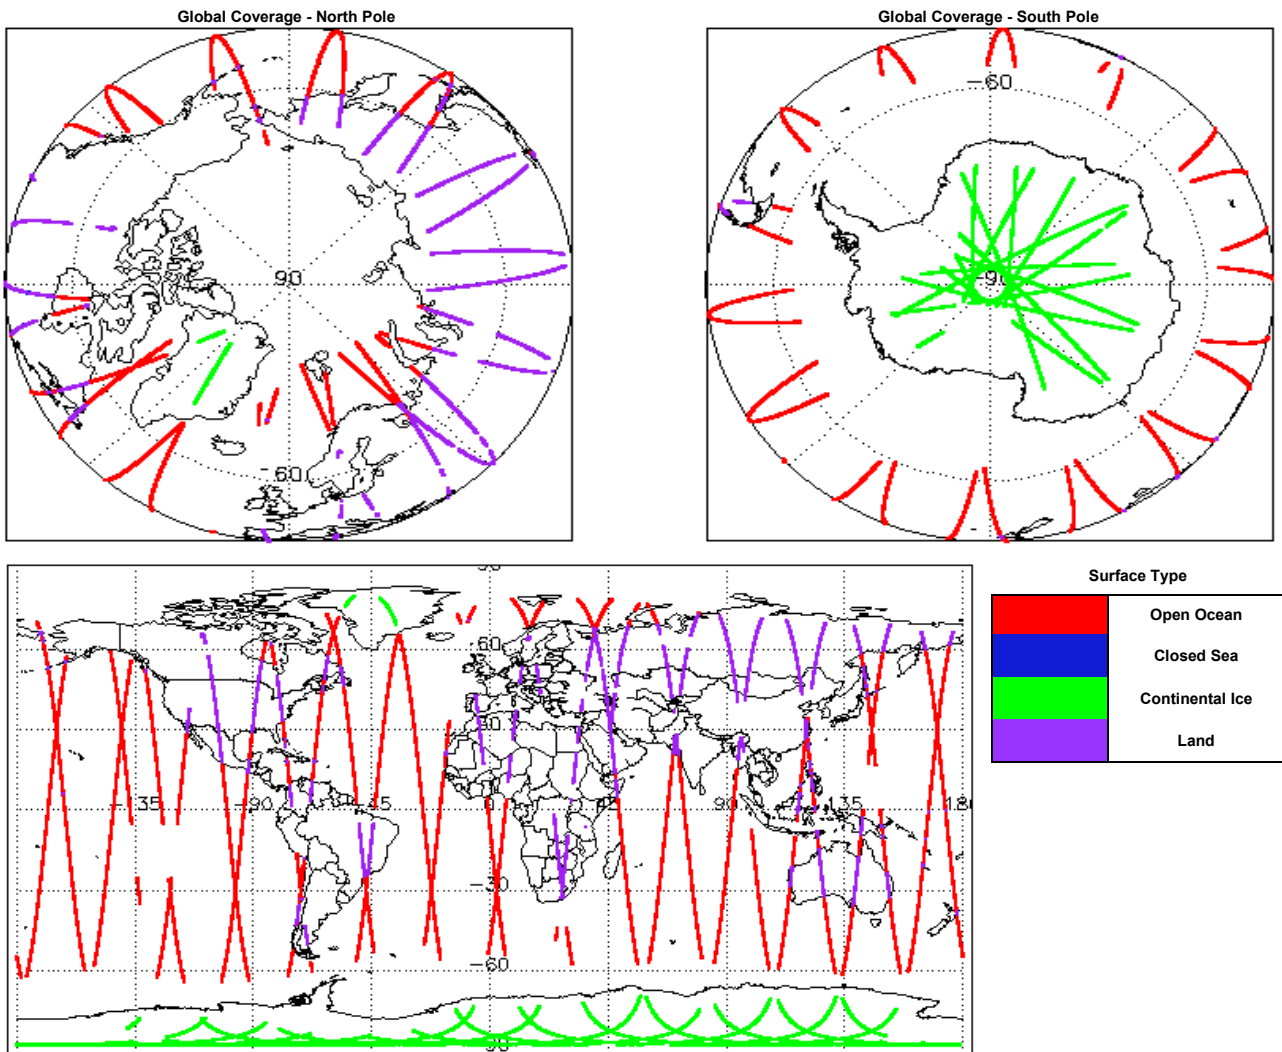 Global Coverage - North Pole
Global Coverage - South Pole
90
60
-60
-90
Surface Type
Open Ocean
Closed Sea
Continental Ice
Land
60
-135
-90
-45
0
45
90
135
180
-30
-60